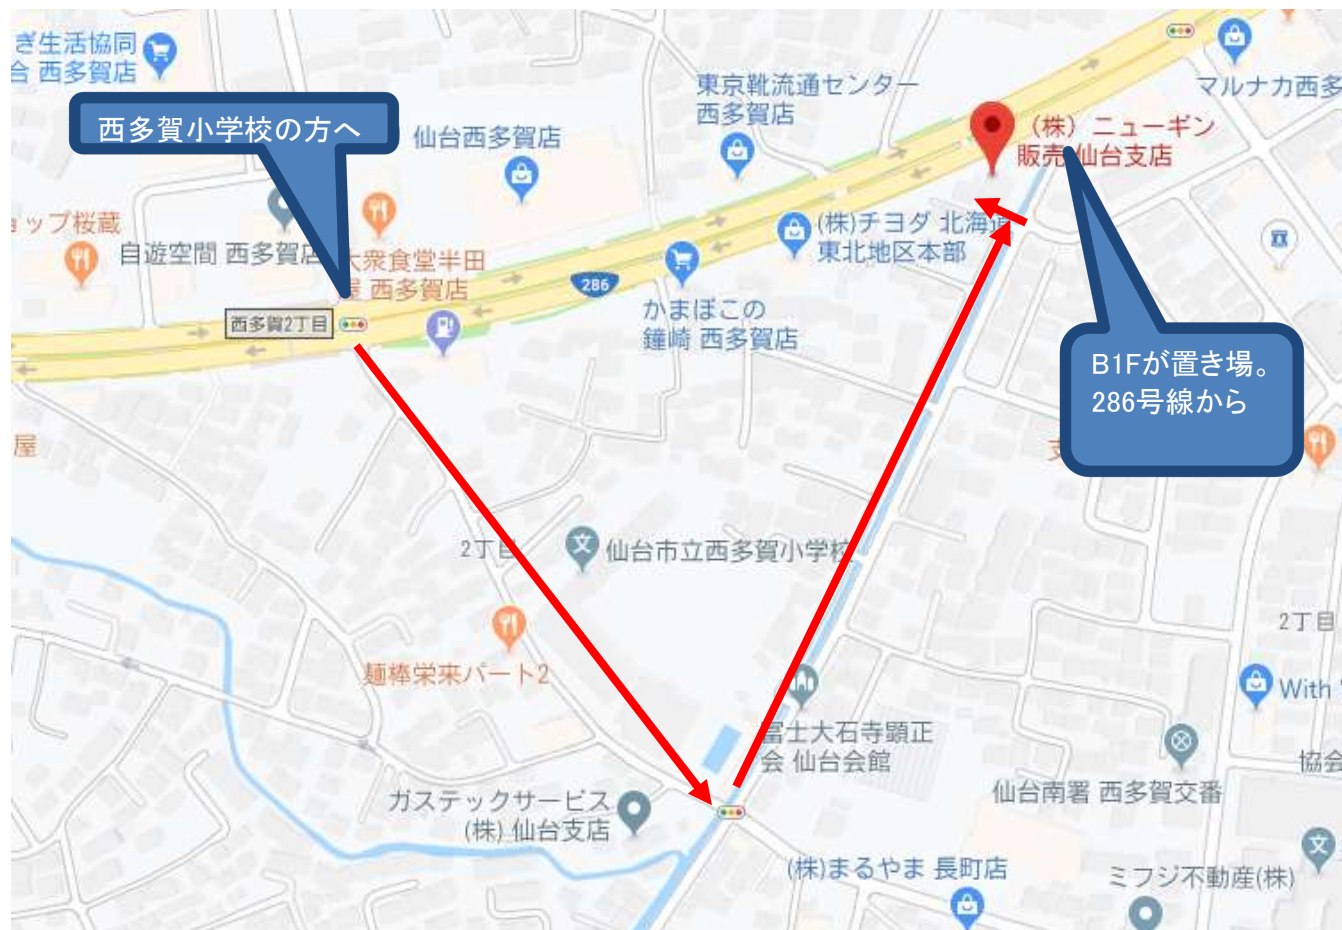 ぎ生活協同
合 西多賀店
西多賀小学校の方へ
仙台西多賀店
東京靴流通センター
西多賀店
マルナカ西多
(株) ニューギン
販売 仙台支店
ョップ桜蔵
自遊空間 西多賀店
大衆食堂半田
屋 西多賀店
(株)チヨダ 北海道
東北地区本部
286
西多賀2丁目
かまぼこの
鐘崎 西多賀店
B1Fが置き場。
286号線から
屋
2丁目
文
仙台市立西多賀小学校
2丁目
麺棒栄来パート2
With
富士大石寺顕正
会 仙台会館
協会
仙台南署 西多賀交番
ガステックサービス
(株) 仙台支店
文
(株)まるやま 長町店
ミフジ不動産(株)